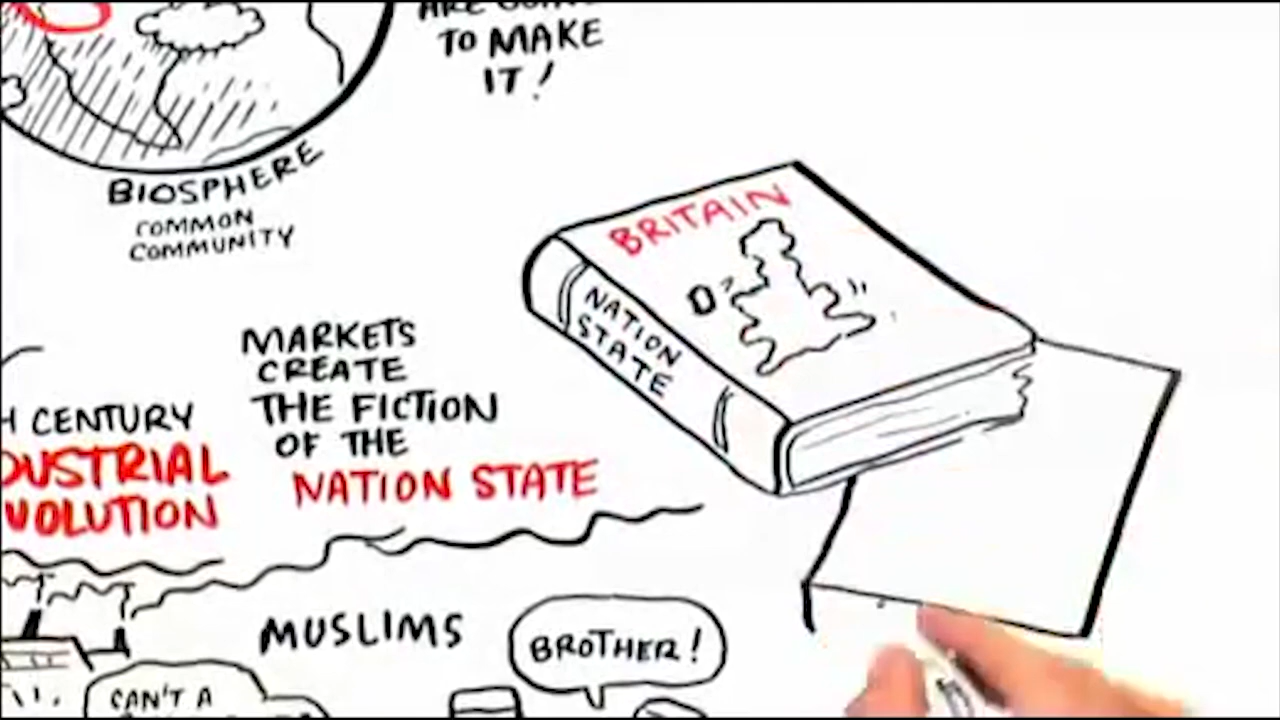 TO MAKE
IT!
BIOSPHERE
COMMON
COMMUNITY
BRITAIN
NATION
STATE
MARKETS
CREATE
THE FICTION
OF THE
NATION STATE
CENTURY
MUSLIMS
BROTHER!
CAN'T A